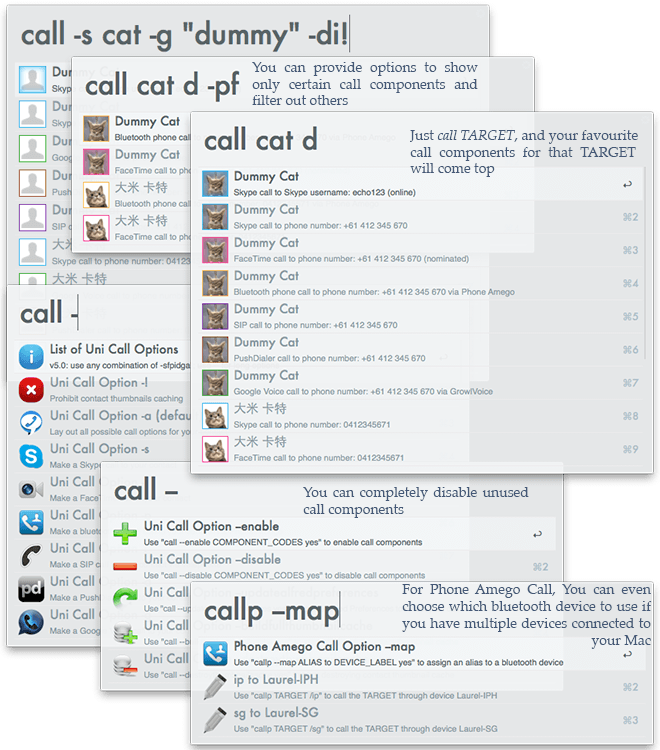 call -s cat -g "dummy" -di!
Du
Skype
Du
Skype
Du
Goog
Du
Push
Du
SIP c
大米
Skype call to phone number: 0412
大米 卡特
call cat d -pf
You can provide options to show
only certain call components and
filter out others
Dummy Cat
Bluetooth phone call
Dummy Cat
FaceTime call to pho
大米 卡特
Bluetooth phone call
大米 卡特
FaceTime call to pho
call cat d
Just call TARGET, and your favourite
call components for that TARGET
will come top
Dummy Cat
Skype call to Skype username: echo123 (online)
↩
Dummy Cat
Skype call to phone number: +61 412 345 670
⌘2
Dummy Cat
FaceTime call to phone number: +61 412 345 670 (nominated)
⌘3
Dummy Cat
Bluetooth phone call to phone number: +61 412 345 670 via Phone Amego
⌘4
Dummy Cat
SIP call to phone number: +61 412 345 670
⌘5
Dummy Cat
PushDialer call to phone number: +61 412 345 670
⌘6
Dummy Cat
Google Voice call to phone number: +61 412 345 670 via GrowlVoice
⌘7
大米 卡特
Skype call to phone number: 0412345671
⌘8
大米 卡特
FaceTime call to phone number: 0412345671
⌘9
call -
List of Uni Call Options
v5.0: use any combination of -sfpidga
Uni Call Option -l
Prohibit contact thumbnails caching
Uni Call Option -a (defau
Lay out all possible call options for yo
Uni Call Option -s
Make a Skype
Uni Call
Make a Face
Uni Call
Make a blueto
Uni Call
Make a SIP c
Uni Call
Make a Push
Uni Call
Make a Goog
call –
You can completely disable unused
call components
Uni Call Option –enable
Use "call --enable COMPONENT_CODES yes" to enable call components
↩
Uni Call Option –disable
Use "call --disable COMPONENT_CODES yes" to disable call components
⌘2
Uni Call
Use "call --up
Uni Call
Use "call --b
Uni Call
Use "call --d
callp –map
For Phone Amego Call, You can even
choose which bluetooth device to use if
you have multiple devices connected to
your Mac
Phone Amego Call Option –map
Use "callp --map ALIAS to DEVICE_LABEL yes" to assign an alias to a bluetooth device
↩
ip to Laurel-IPH
Use "callp TARGET /ip" to call the TARGET through device Laurel-IPH
⌘2
sg to Laurel-SG
Use "callp TARGET /sg" to call the TARGET through device Laurel-SG
⌘3